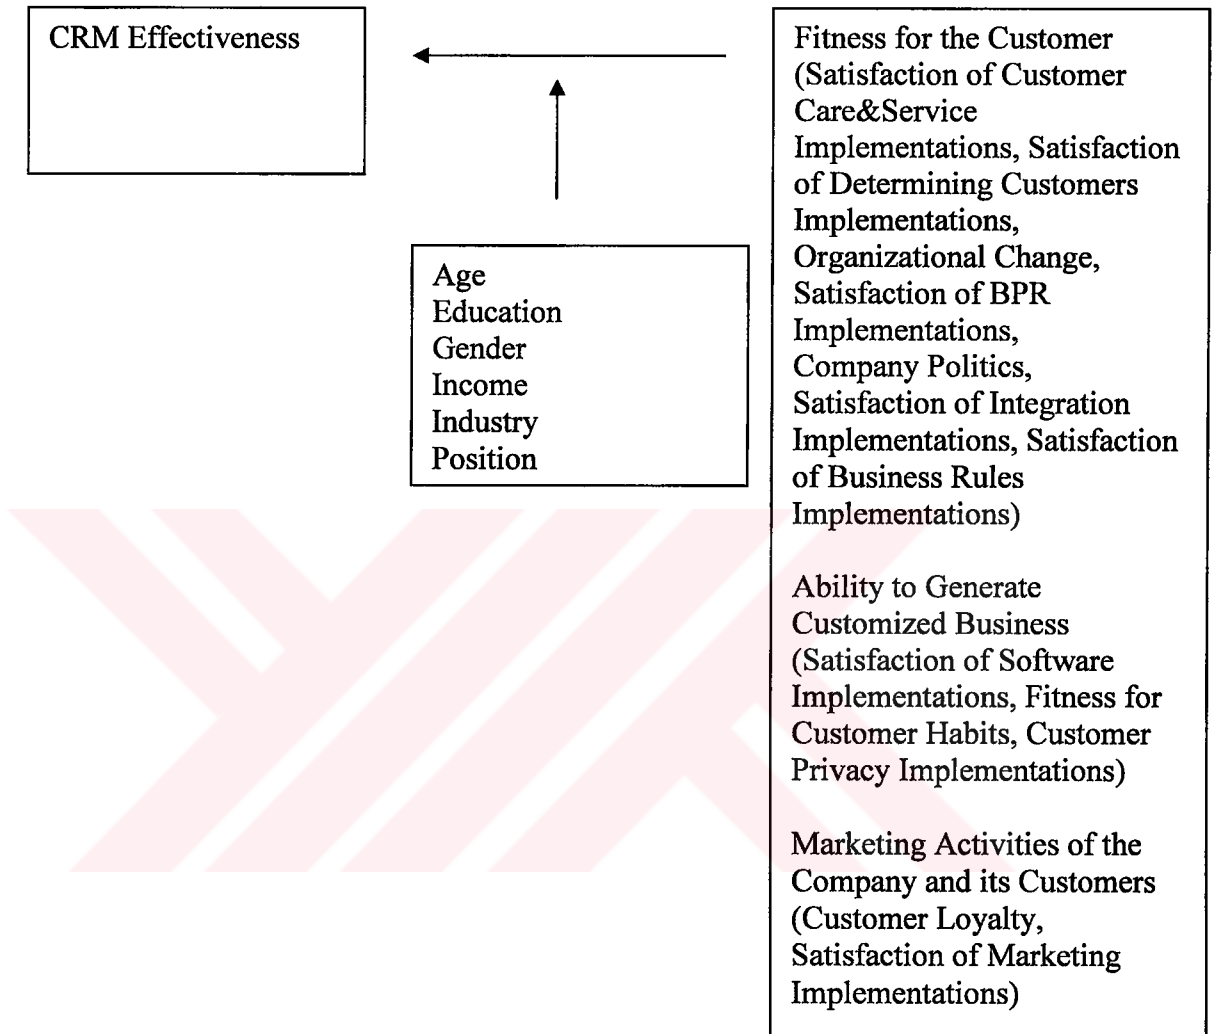 CRM Effectiveness
Age
Education
Gender
Income
Industry
Position
Fitness for the Customer
(Satisfaction of Customer
Care&Service
Implementations, Satisfaction
of Determining Customers
Implementations,
Organizational Change,
Satisfaction of BPR
Implementations,
Company Politics,
Satisfaction of Integration
Implementations, Satisfaction
of Business Rules
Implementations)
Ability to Generate
Customized Business
(Satisfaction of Software
Implementations, Fitness for
Customer Habits, Customer
Privacy Implementations)
Marketing Activities of the
Company and its Customers
(Customer Loyalty,
Satisfaction of Marketing
Implementations)